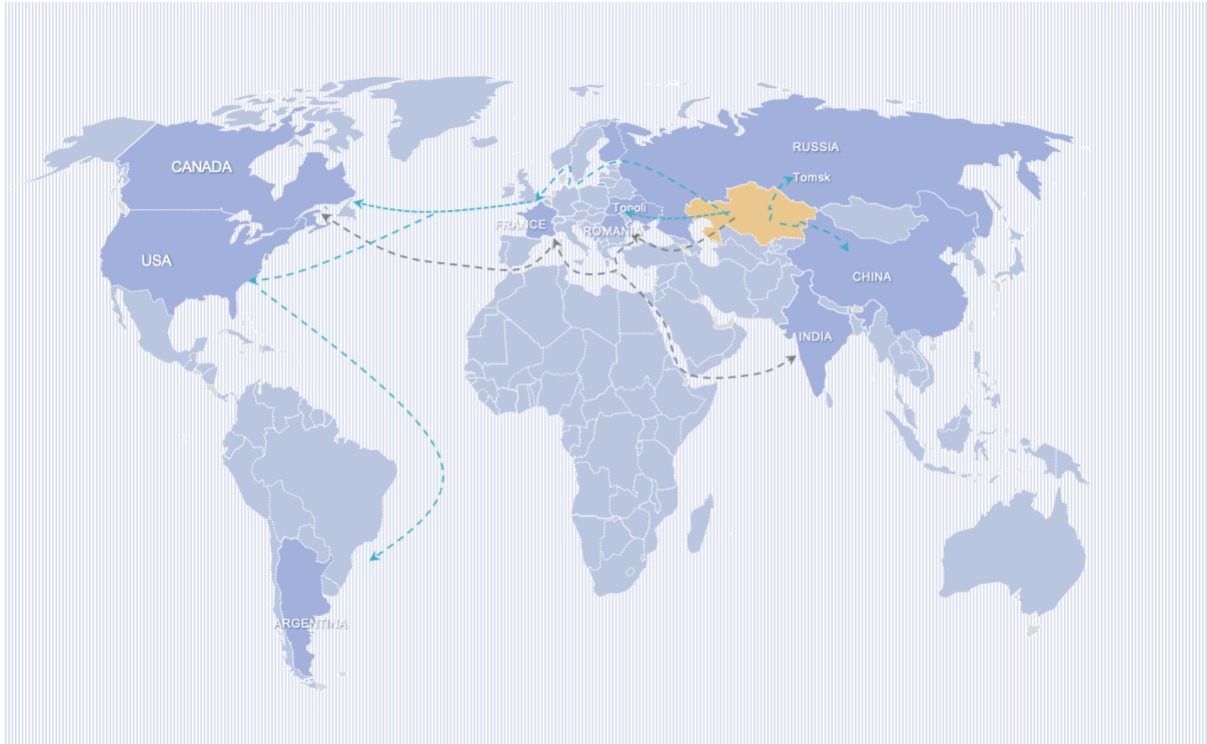 RUSSIA
CANADA
Tomsk
Topoli
FRANCE
ROMANIA
USA
CHINA
INDIA
ARGENTINA